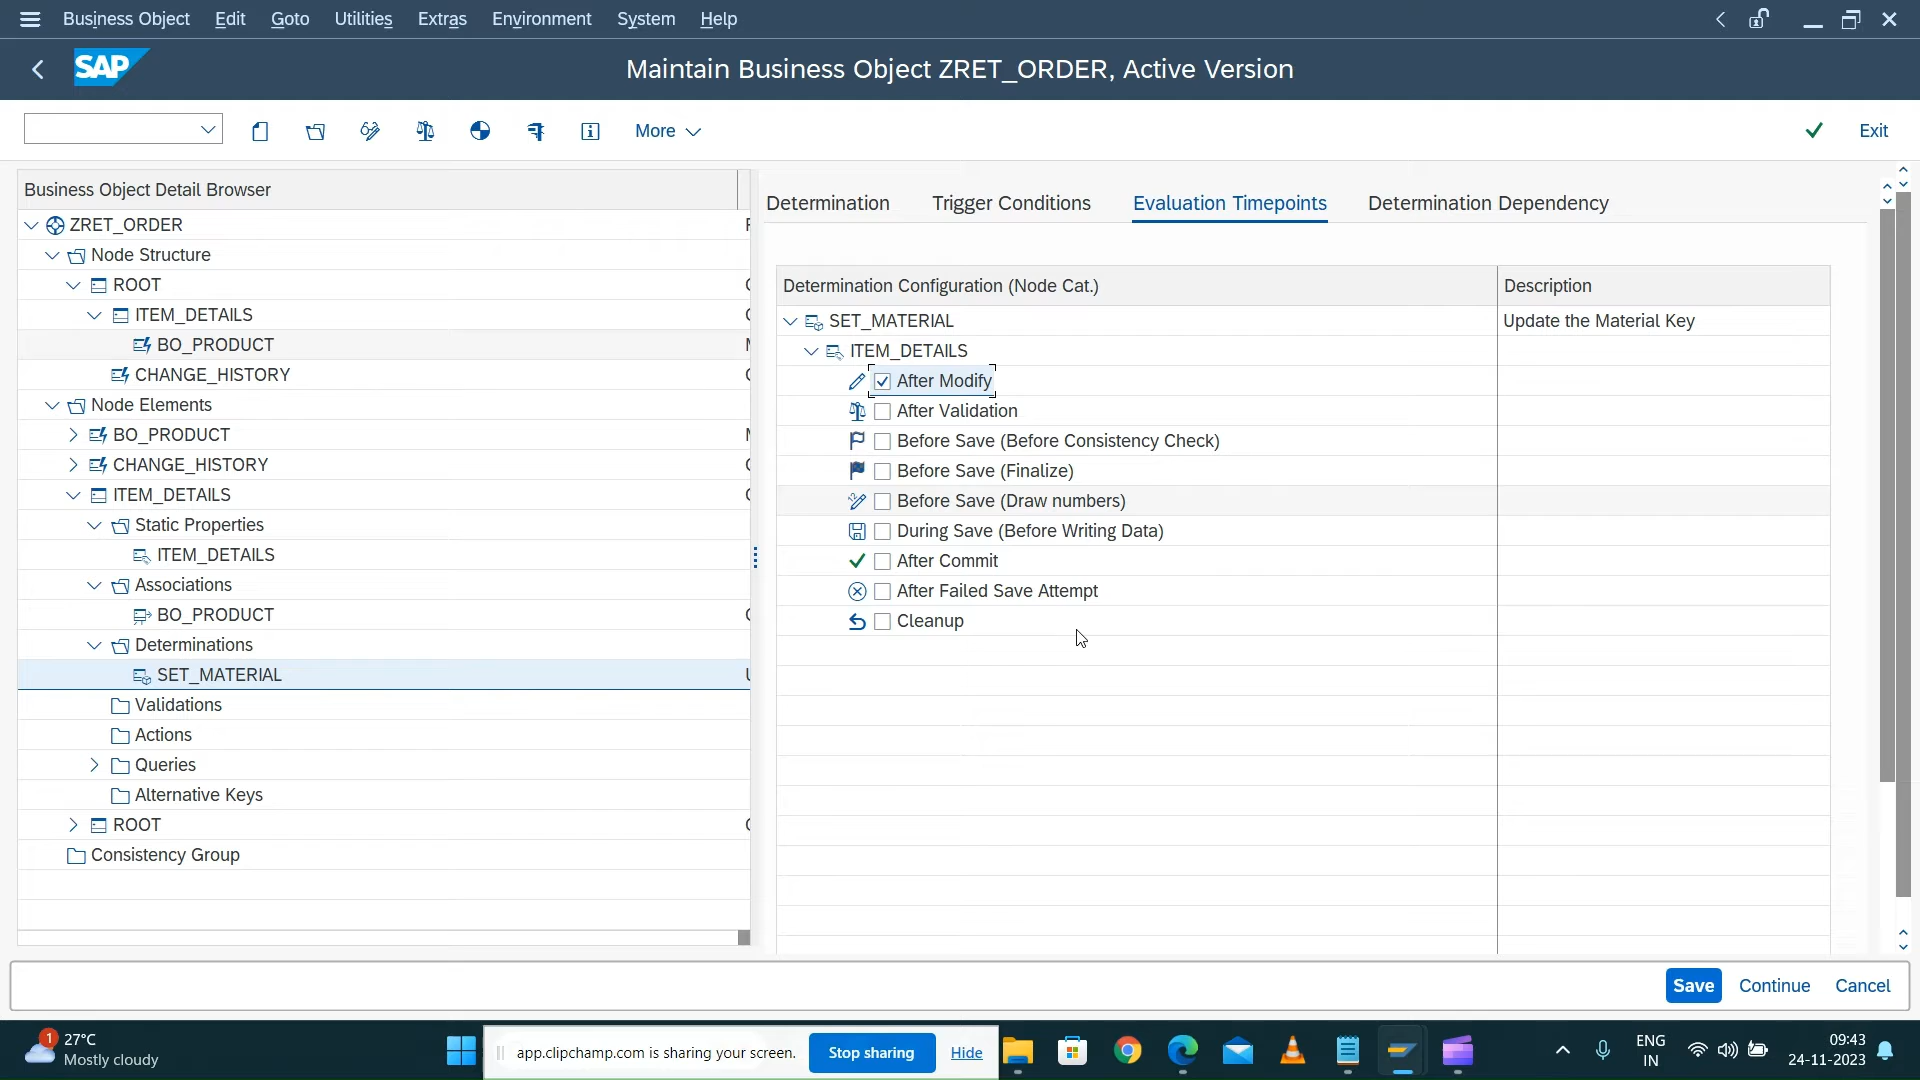 Business Object Edit Goto Utilities Extras Environment System Help
SAP
Maintain Business Object ZRET_ORDER, Active Version
More
Exit
Business Object Detail Browser
ZRET_ORDER
Node Structure
ROOT
ITEM_DETAILS
BO_PRODUCT
CHANGE_HISTORY
Node Elements
BO_PRODUCT
CHANGE_HISTORY
ITEM_DETAILS
Static Properties
ITEM_DETAILS
Associations
BO_PRODUCT
Determinations
SET_MATERIAL
Validations
Actions
Queries
Alternative Keys
ROOT
Consistency Group
Determination Trigger Conditions Evaluation Timepoints Determination Dependency
Determination Configuration (Node Cat.) Description
SET_MATERIAL Update the Material Key
ITEM_DETAILS
After Modify
After Validation
Before Save (Before Consistency Check)
Before Save (Finalize)
Before Save (Draw numbers)
During Save (Before Writing Data)
After Commit
After Failed Save Attempt
Cleanup
Save Continue Cancel
1
27°C
Mostly cloudy
app.clipchamp.com is sharing your screen. Stop sharing Hide
ENG
IN
09:43
24-11-2023